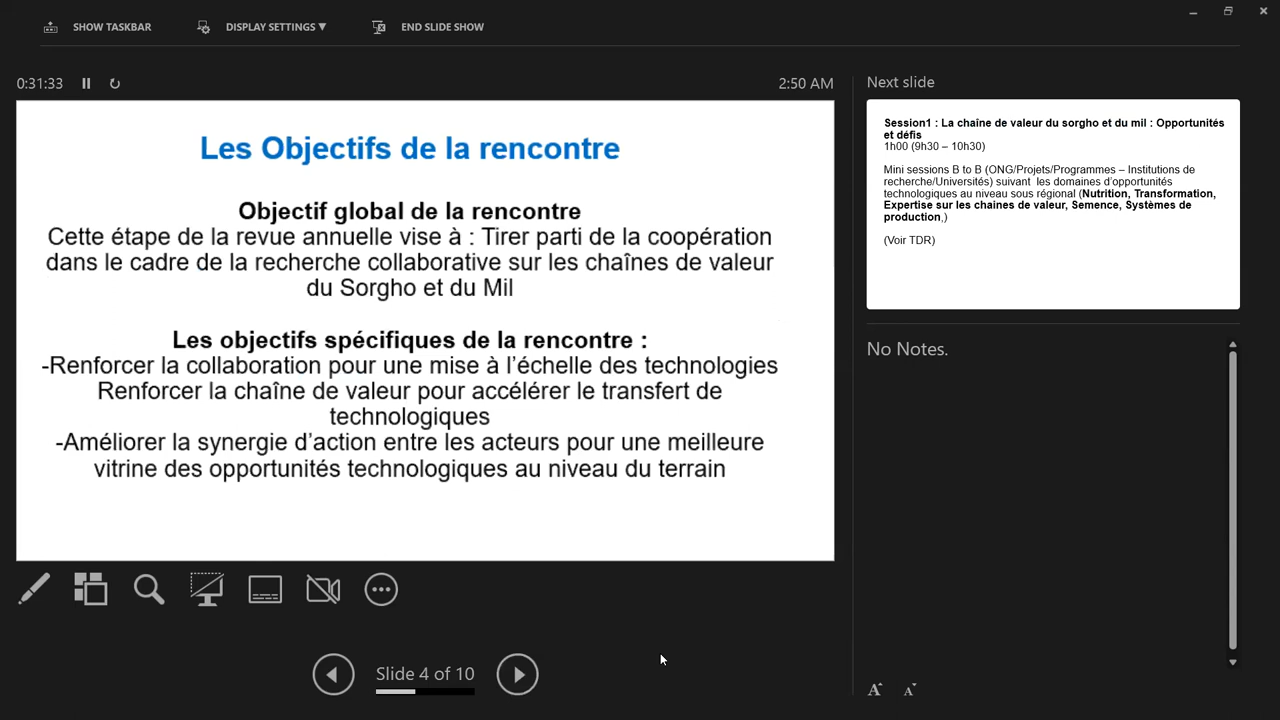 SHOW TASKBAR
DISPLAY SETTINGS ▼
END SLIDE SHOW
0:31:33
2:50 AM
Les Objectifs de la rencontre
Objectif global de la rencontre
Cette étape de la revue annuelle vise à : Tirer parti de la coopération
dans le cadre de la recherche collaborative sur les chaînes de valeur
du Sorgho et du Mil
Les objectifs spécifiques de la rencontre :
-Renforcer la collaboration pour une mise à l’échelle des technologies
Renforcer la chaîne de valeur pour accélérer le transfert de
technologiques
-Améliorer la synergie d’action entre les acteurs pour une meilleure
vitrine des opportunités technologiques au niveau du terrain
Slide 4 of 10
Next slide
Session1 : La chaine de valeur du sorgho et du mil : Opportunités
et défis
1h00 (9h30 – 10h30)
Mini sessions B to B (ONG/Projets/Programmes – Institutions de
recherche/Universités) suivant les domaines d’opportunités
technologiques au niveau sous régional (Nutrition, Transformation,
Expertise sur les chaines de valeur, Semence, Systèmes de
production,)
(Voir TDR)
No Notes.
A A